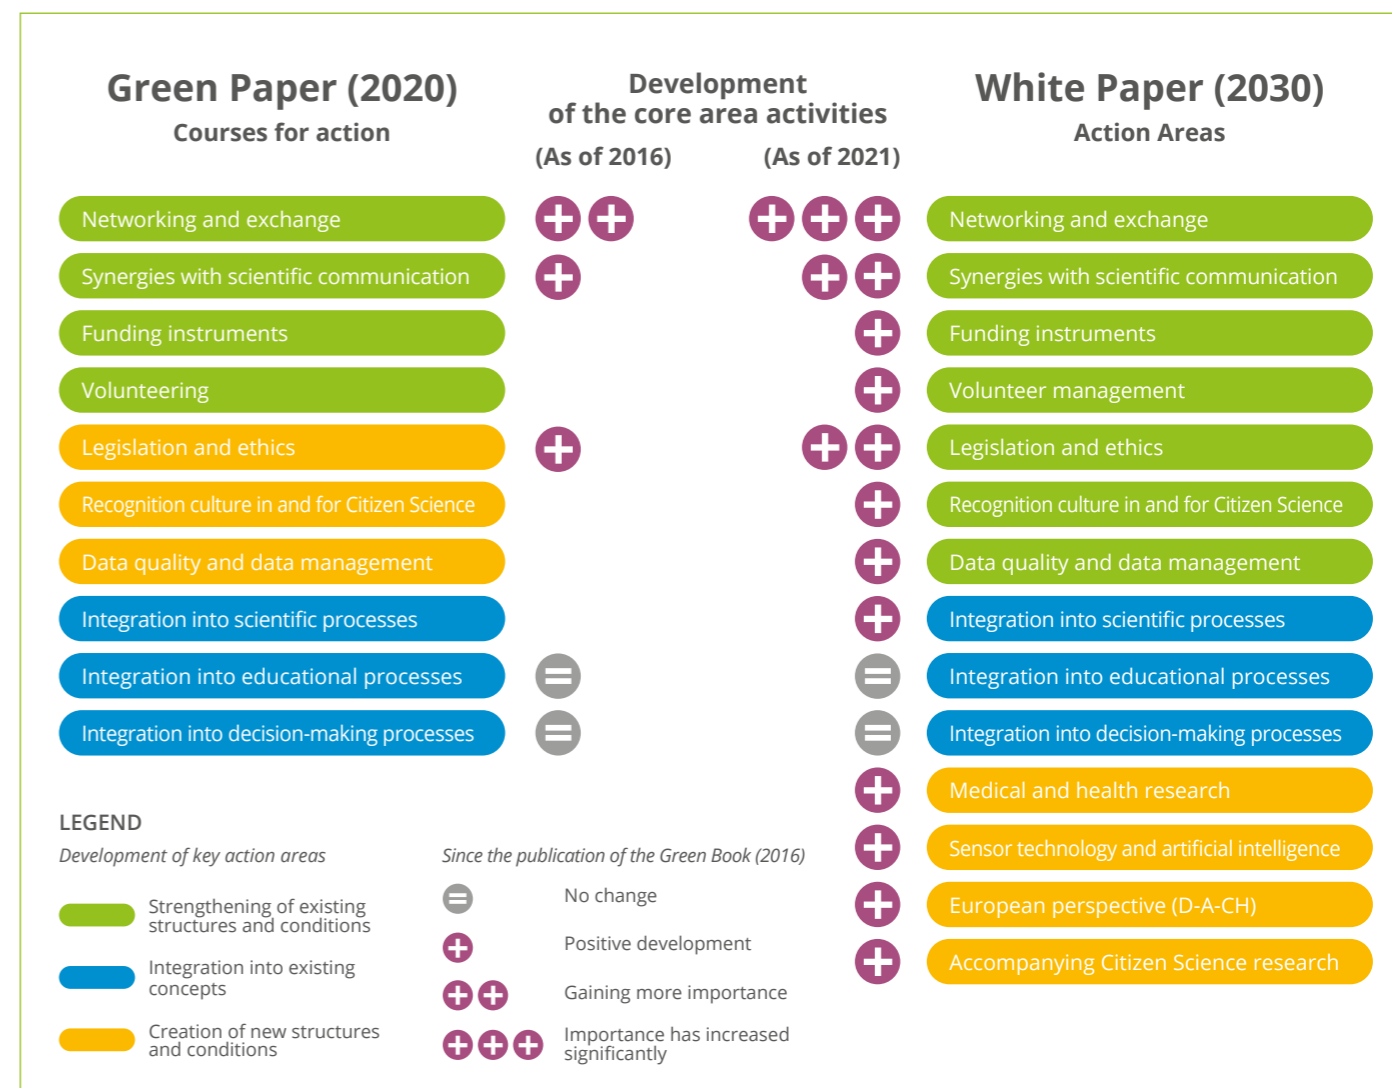 Green Paper (2020)
Courses for action
Development
of the core area activities
(As of 2016)
(As of 2021)
White Paper (2030)
Action Areas
Networking and exchange
Networking and exchange
Synergies with scientific communication
Synergies with scientific communication
Funding instruments
Funding instruments
Volunteering
Volunteer management
Legislation and ethics
Legislation and ethics
Recognition culture in and for Citizen Science
Recognition culture in and for Citizen Science
Data quality and data management
Data quality and data management
Integration into scientific processes
Integration into scientific processes
Integration into educational processes
Integration into educational processes
Integration into decision-making processes
Integration into decision-making processes
Medical and health research
Sensor technology and artificial intelligence
European perspective (D-A-CH)
Accompanying Citizen Science research
LEGEND
Development of key action areas
Strengthening of existing
structures and conditions
Integration into existing
concepts
Creation of new structures
and conditions
Since the publication of the Green Book (2016)
No change
Positive development
Gaining more importance
Importance has increased
significantly